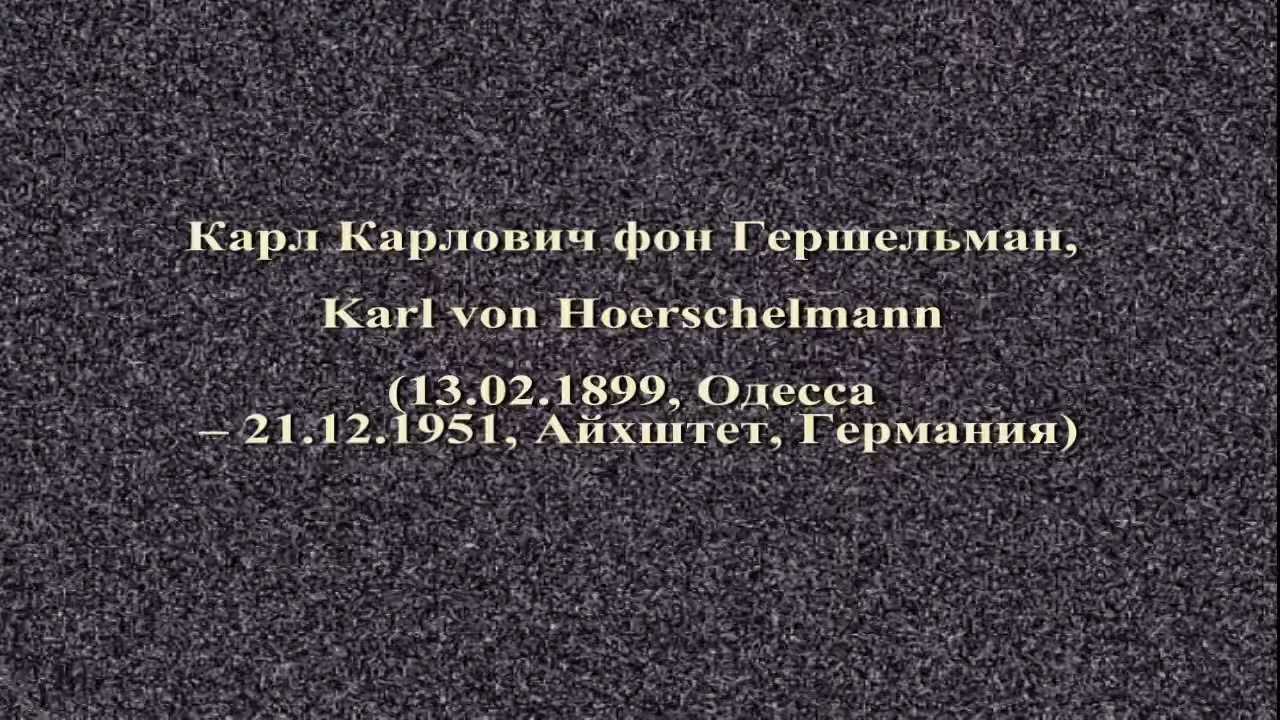 Карл Карлович фон Гершельман,
Karl von Hoerschelmann
(13.02.1899, Одесса
– 21.12.1951, Айхштет, Германия)